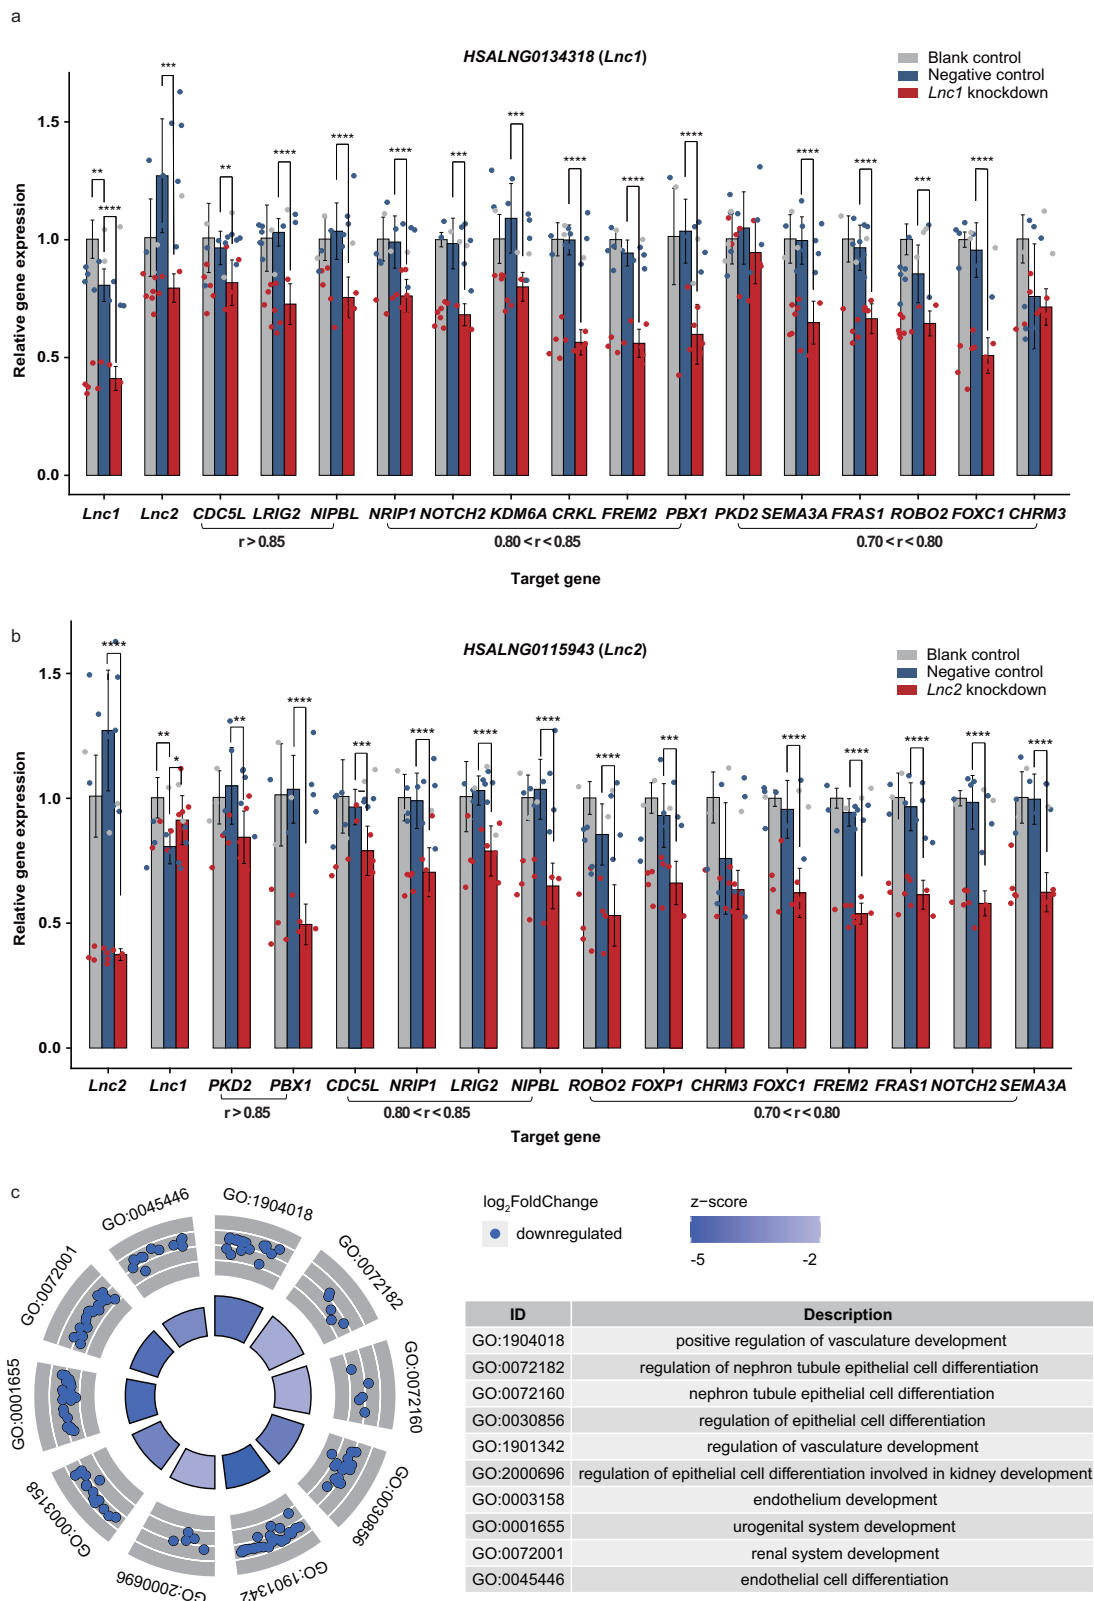 a
HSALNG0134318 (Lnc1)
Blank control
Negative control
Lnc1 knockdown
Relative gene expression
1.5
1.0
0.5
0.0
** **** *** ** **** **** **** *** *** **** **** **** **** **** *** ****
Lnc1 Lnc2 CDC5L LRIG2 NIPBL NRIP1 NOTCH2 KDM6A CRKL FREM2 PBX1 PKD2 SEMA3A FRAS1 ROBO2 FOXC1 CHRM3
r > 0.85 0.80 < r < 0.85 0.70 < r < 0.80
Target gene
b
HSALNG0115943 (Lnc2)
Blank control
Negative control
Lnc2 knockdown
Relative gene expression
1.5
1.0
0.5
0.0
**** ** * ** **** *** **** **** **** **** *** **** **** **** **** ****
Lnc2 Lnc1 PKD2 PBX1 CDC5L NRIP1 LRIG2 NIPBL ROBO2 FOXP1 CHRM3 FOXC1 FREM2 FRAS1 NOTCH2 SEMA3A
r > 0.85 0.80 < r < 0.85 0.70 < r < 0.80
Target gene
c
GO:1904018
GO:0072182
GO:0072160
GO:0030856
GO:1901342
GO:2000696
GO:0003158
GO:0001655
GO:0072001
GO:0045446
log2FoldChange
downregulated
z−score
-5 -2
ID Description
GO:1904018 positive regulation of vasculature development
GO:0072182 regulation of nephron tubule epithelial cell differentiation
GO:0072160 nephron tubule epithelial cell differentiation
GO:0030856 regulation of epithelial cell differentiation
GO:1901342 regulation of vasculature development
GO:2000696 regulation of epithelial cell differentiation involved in kidney development
GO:0003158 endothelium development
GO:0001655 urogenital system development
GO:0072001 renal system development
GO:0045446 endothelial cell differentiation